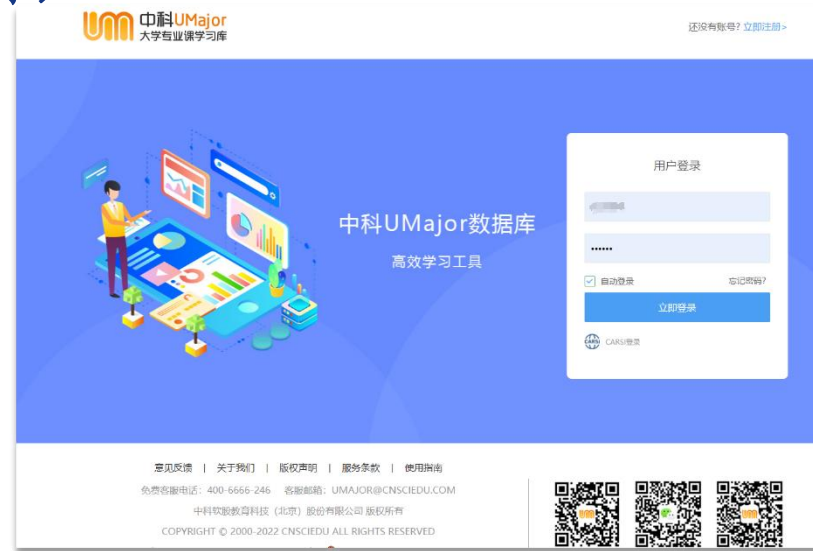 中科UMajor
大学专业课学习库
还没有账号? 立即注册>
用户登录
中科UMajor数据库
高效学习工具
••••••
自动登录 忘记密码?
立即登录
CARSI登录
意见反馈 | 关于我们 | 版权声明 | 服务条款 | 使用指南
免费客服电话：400-6666-246 客服邮箱：UMAJOR@CNSCIEDU.COM
中科软股教育科技（北京）股份有限公司 版权所有
COPYRIGHT © 2000-2022 CNSCIEDU ALL RIGHTS RESERVED